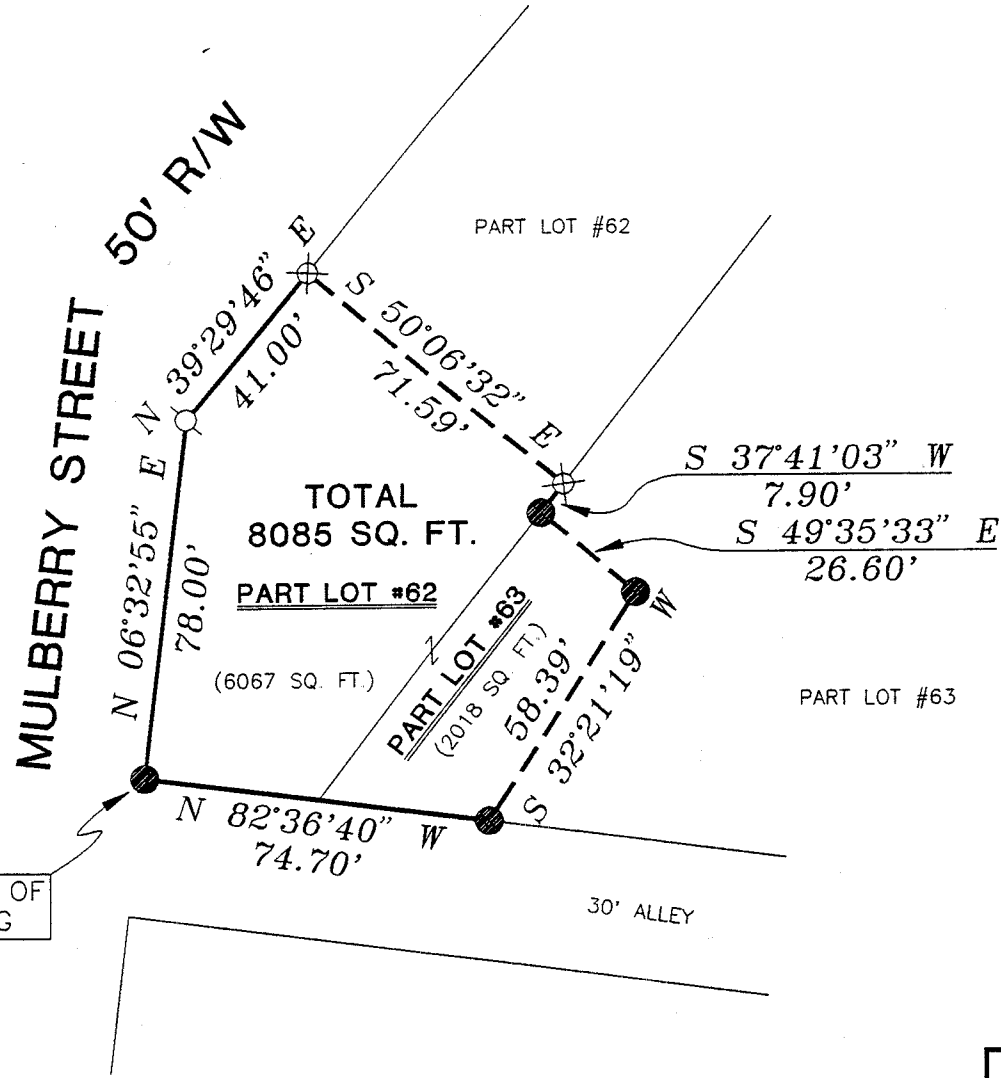 MULBERRY STREET 50' R/W
PART LOT #62
N 39°29'46" E
41.00'
S 50°06'32" E
71.59'
S 37°41'03" W
7.90'
S 49°35'33" E
26.60'
TOTAL
8085 SQ. FT.
PART LOT #62
(6067 SQ. FT.)
N 06°32'55" E
78.00'
PART LOT #63
(2018 SQ. FT.)
58.39'
S 32°21'19" W
PART LOT #63
N 82°36'40" W
74.70'
OF
G
30' ALLEY